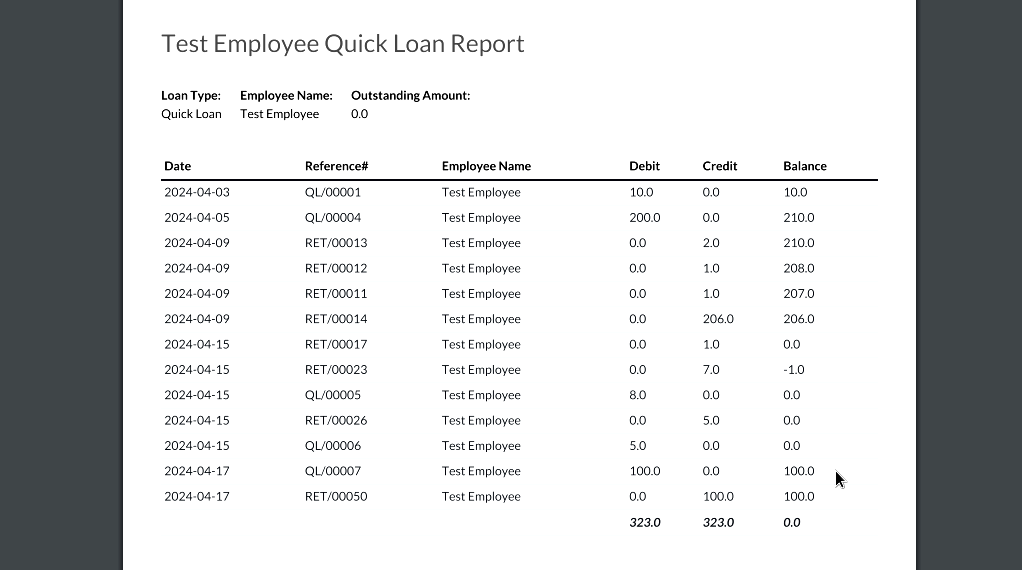 Test Employee Quick Loan Report
Loan Type: Employee Name: Outstanding Amount:
Quick Loan Test Employee 0.0
Date Reference# Employee Name Debit Credit Balance
2024-04-03 QL/00001 Test Employee 10.0 0.0 10.0
2024-04-05 QL/00004 Test Employee 200.0 0.0 210.0
2024-04-09 RET/00013 Test Employee 0.0 2.0 210.0
2024-04-09 RET/00012 Test Employee 0.0 1.0 208.0
2024-04-09 RET/00011 Test Employee 0.0 1.0 207.0
2024-04-09 RET/00014 Test Employee 0.0 206.0 206.0
2024-04-15 RET/00017 Test Employee 0.0 1.0 0.0
2024-04-15 RET/00023 Test Employee 0.0 7.0 -1.0
2024-04-15 QL/00005 Test Employee 8.0 0.0 0.0
2024-04-15 RET/00026 Test Employee 0.0 5.0 0.0
2024-04-15 QL/00006 Test Employee 5.0 0.0 0.0
2024-04-17 QL/00007 Test Employee 100.0 0.0 100.0
2024-04-17 RET/00050 Test Employee 0.0 100.0 100.0
323.0 323.0 0.0